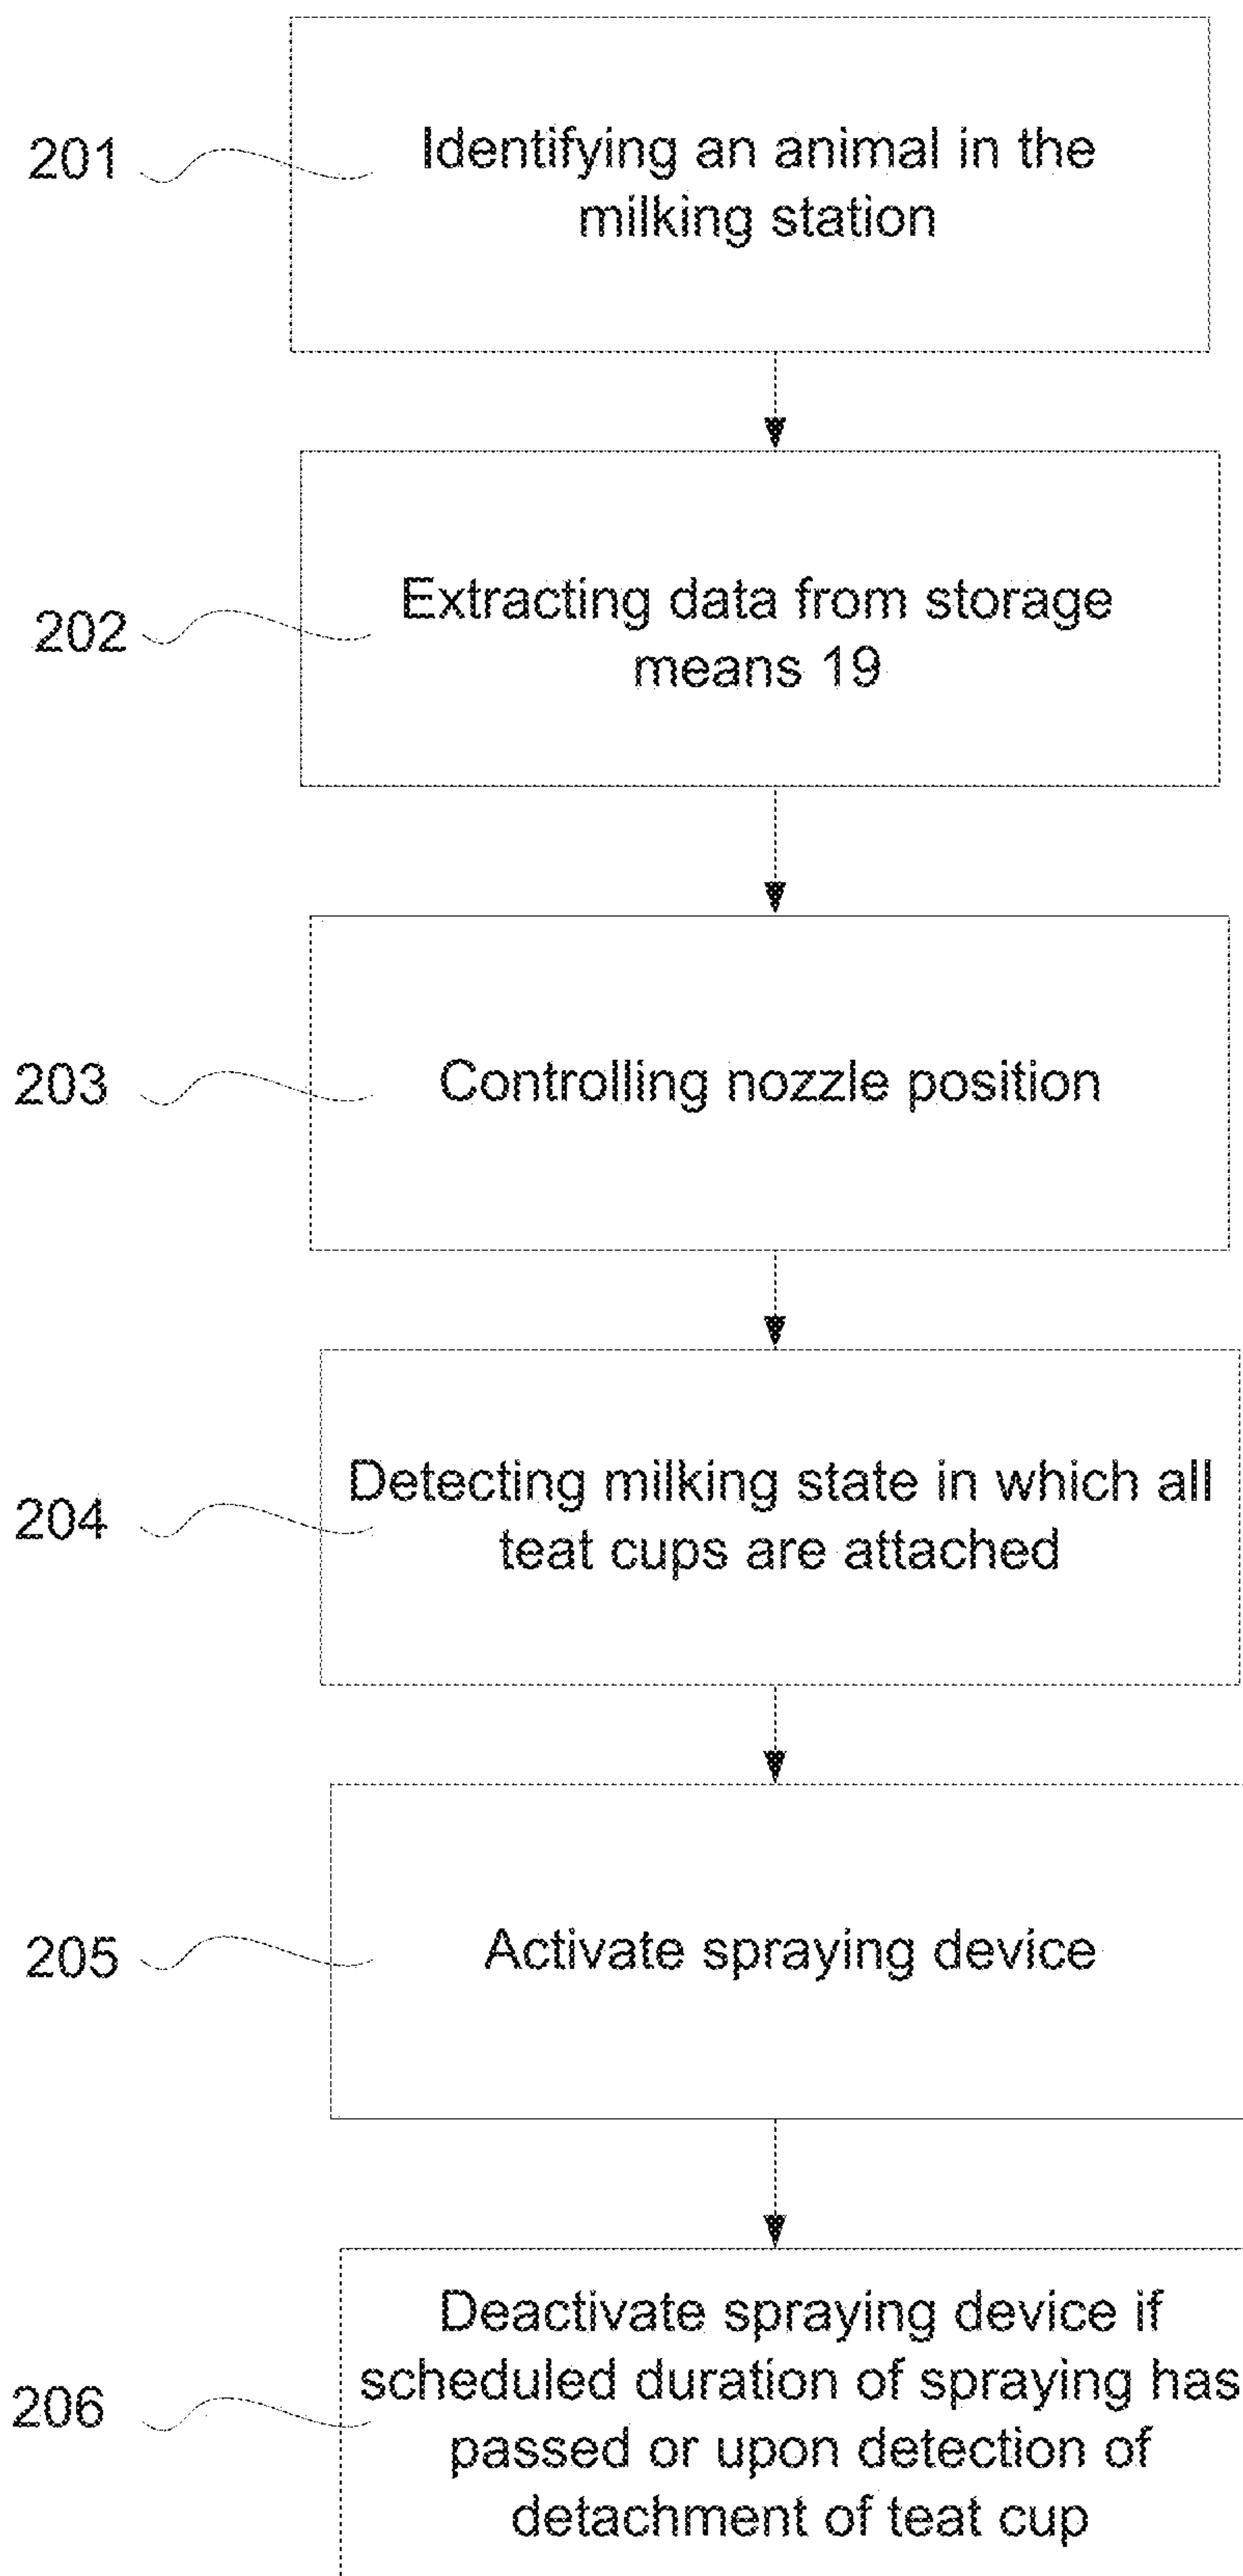 201
Identifying an animal in the
milking station
202
Extracting data from storage
means 19
203
Controlling nozzle position
204
Detecting milking state in which all
teat cups are attached
205
Activate spraying device
206
Deactivate spraying device if
scheduled duration of spraying has
passed or upon detection of
detachment of teat cup